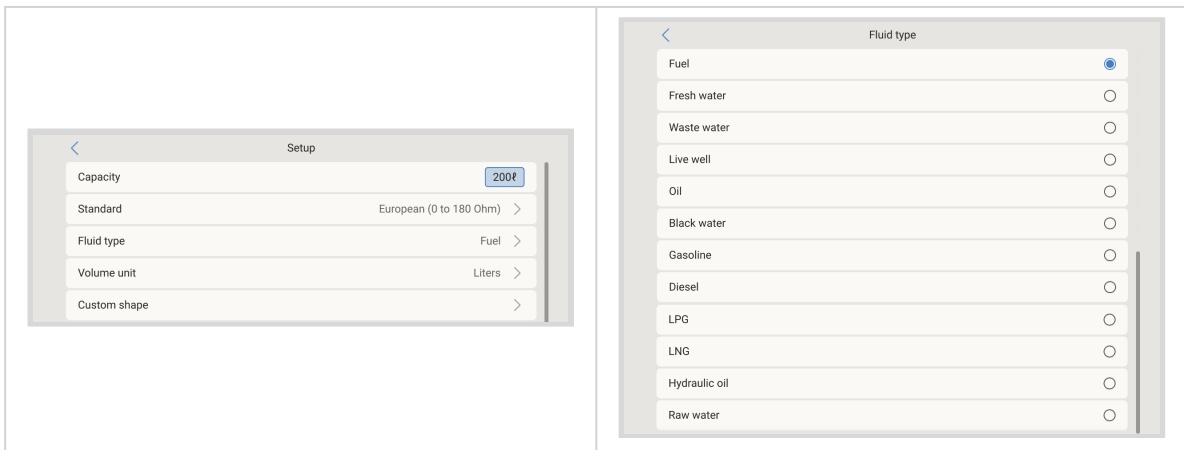 Setup
Capacity 200ℓ
Standard European (0 to 180 Ohm)
Fluid type Fuel
Volume unit Liters
Custom shape
Fluid type
Fuel
Fresh water
Waste water
Live well
Oil
Black water
Gasoline
Diesel
LPG
LNG
Hydraulic oil
Raw water